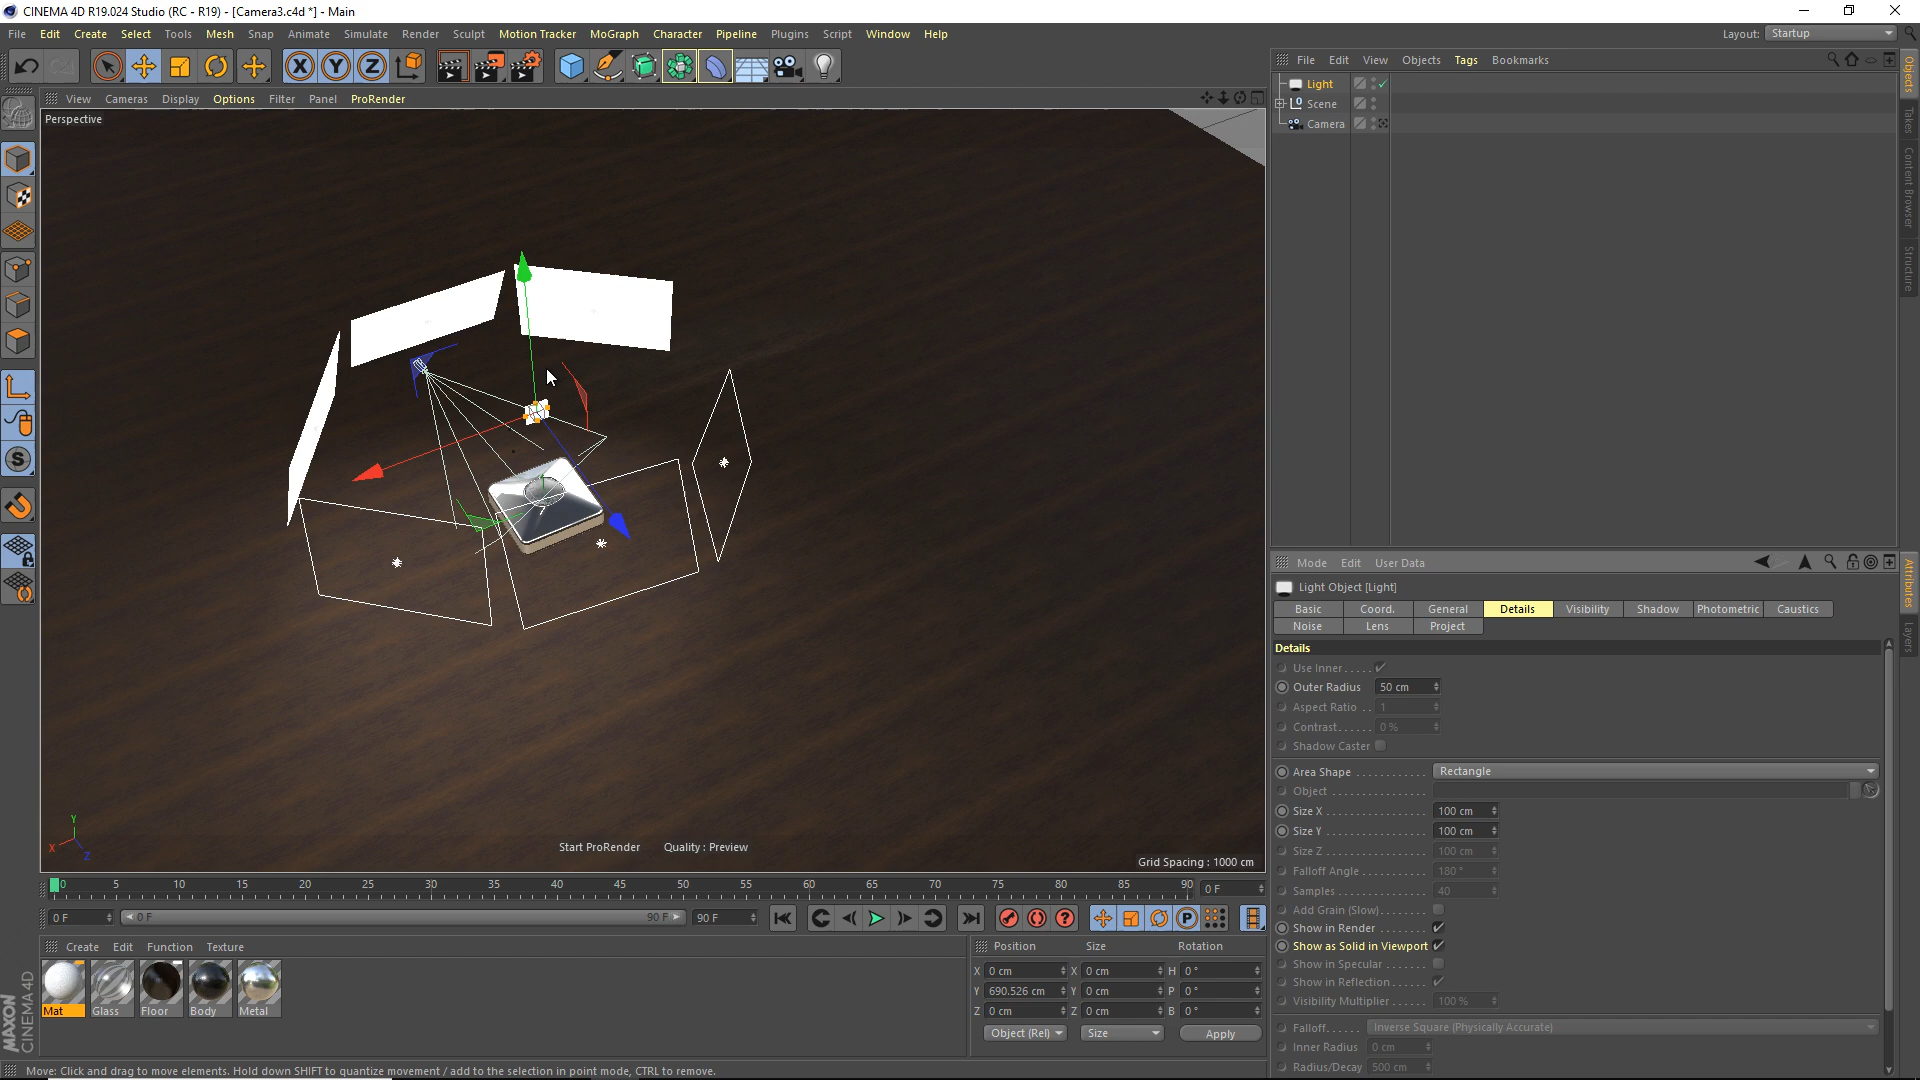 CINEMA 4D R19.024 Studio (RC - R19) - [Camera3.c4d *] - Main
File Edit Create Select Tools Mesh Snap Animate Simulate Render Sculpt Motion Tracker MoGraph Character Pipeline Plugins Script Window Help
Layout: Startup
View Cameras Display Options Filter Panel ProRender
Perspective
Start ProRender Quality : Preview
Grid Spacing : 1000 cm
Y
X
Z
0 5 10 15 20 25 30 35 40 45 50 55 60 65 70 75 80 85 90
0 F
0 F 0 F 90 F 90 F
Create Edit Function Texture
Mat Glass Floor Body Metal
MAXON
CINEMA 4D
Position Size Rotation
X 0 cm X 0 cm H 0 °
Y 690.526 cm Y 0 cm P 0 °
Z 0 cm Z 0 cm B 0 °
Object (Rel) Size Apply
Move: Click and drag to move elements. Hold down SHIFT to quantize movement / add to the selection in point mode, CTRL to remove.
File Edit View Objects Tags Bookmarks
Light
Scene
Camera
Objects
Takes
Content Browser
Structure
Mode Edit User Data
Light Object [Light]
Basic Coord. General Details Visibility Shadow Photometric Caustics
Noise Lens Project
Details
Use Inner.....
Outer Radius 50 cm
Aspect Ratio .. 1
Contrast...... 0 %
Shadow Caster
Area Shape ............ Rectangle
Object ................
Size X ................ 100 cm
Size Y ................ 100 cm
Size Z ................ 100 cm
Falloff Angle .......... 180 °
Samples ............... 40
Add Grain (Slow).......
Show in Render ........
Show as Solid in Viewport
Show in Specular ......
Show in Reflection .....
Visibility Multiplier ...... 100 %
Falloff...... Inverse Square (Physically Accurate)
Inner Radius 0 cm
Radius/Decay 500 cm
Attributes
Layers